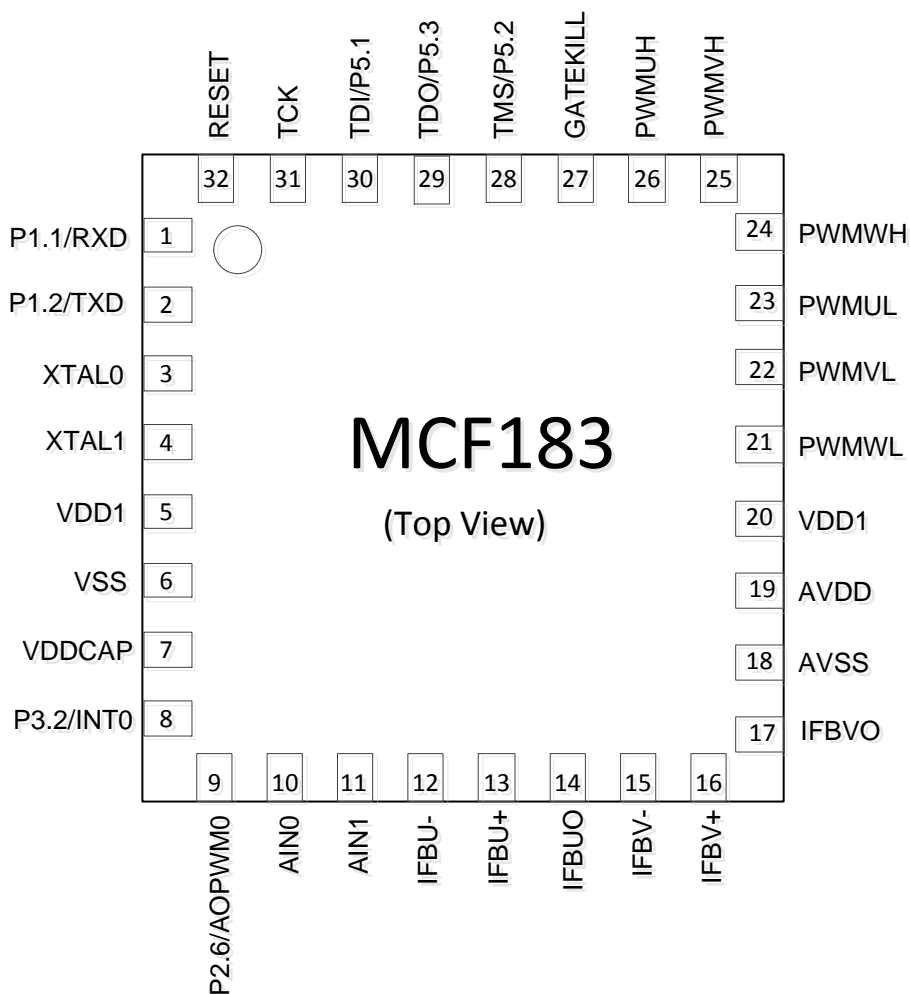 RESET
TCK
TDI/P5.1
TDO/P5.3
TMS/P5.2
GATEKILL
PWMUH
PWMVH
32
31
30
29
28
27
26
25
P1.1/RXD 1
P1.2/TXD 2
XTAL0 3
XTAL1 4
VDD1 5
VSS 6
VDDCAP 7
P3.2/INT0 8
MCF183
(Top View)
24 PWMWH
23 PWMUL
22 PWMVL
21 PWMWL
20 VDD1
19 AVDD
18 AVSS
17 IFBVO
9
10
11
12
13
14
15
16
P2.6/AOPWM0
AIN0
AIN1
IFBU-
IFBU+
IFBUO
IFBV-
IFBV+